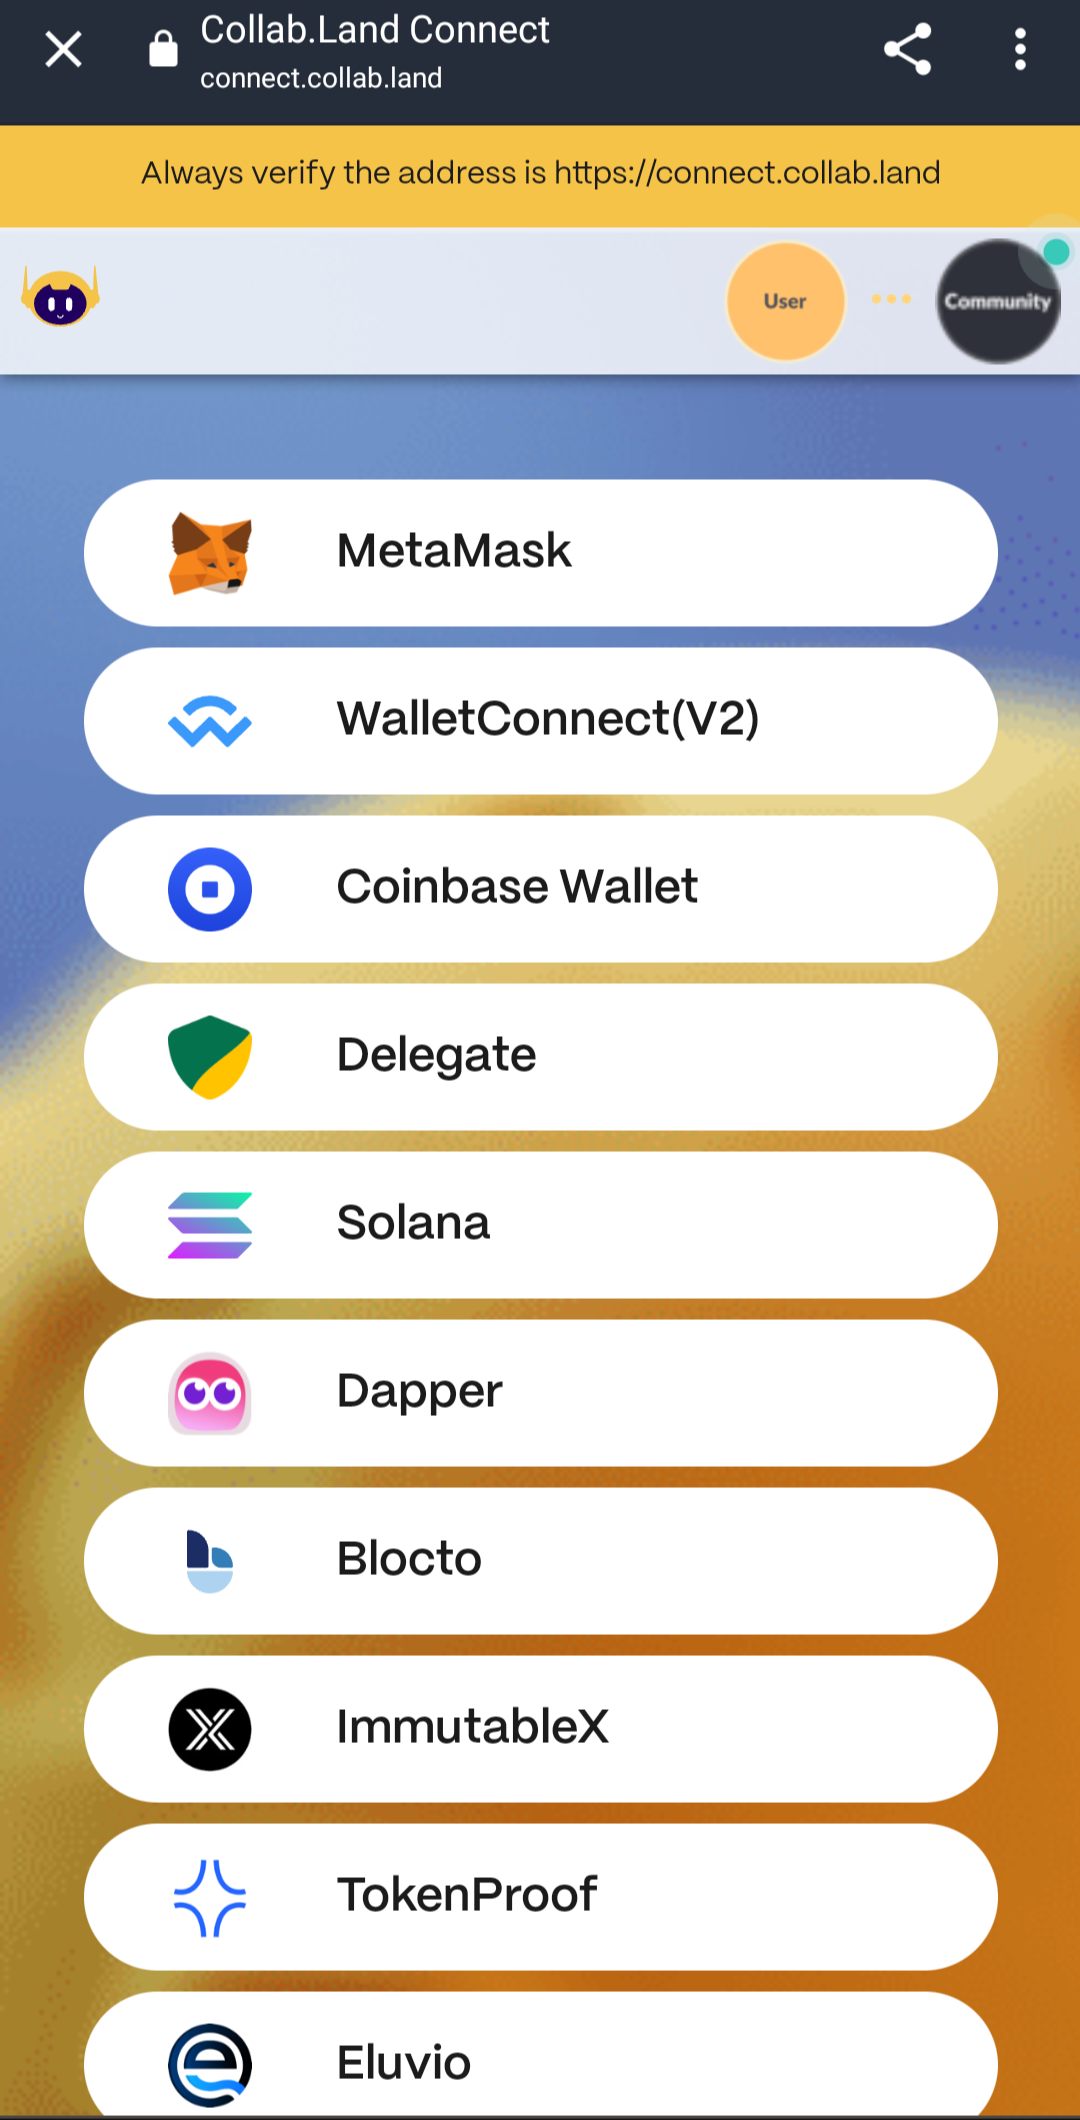 Collab.Land Connect
connect.collab.land
Always verify the address is https://connect.collab.land
User
Community
MetaMask
WalletConnect(V2)
Coinbase Wallet
Delegate
Solana
Dapper
Blocto
ImmutableX
TokenProof
Eluvio